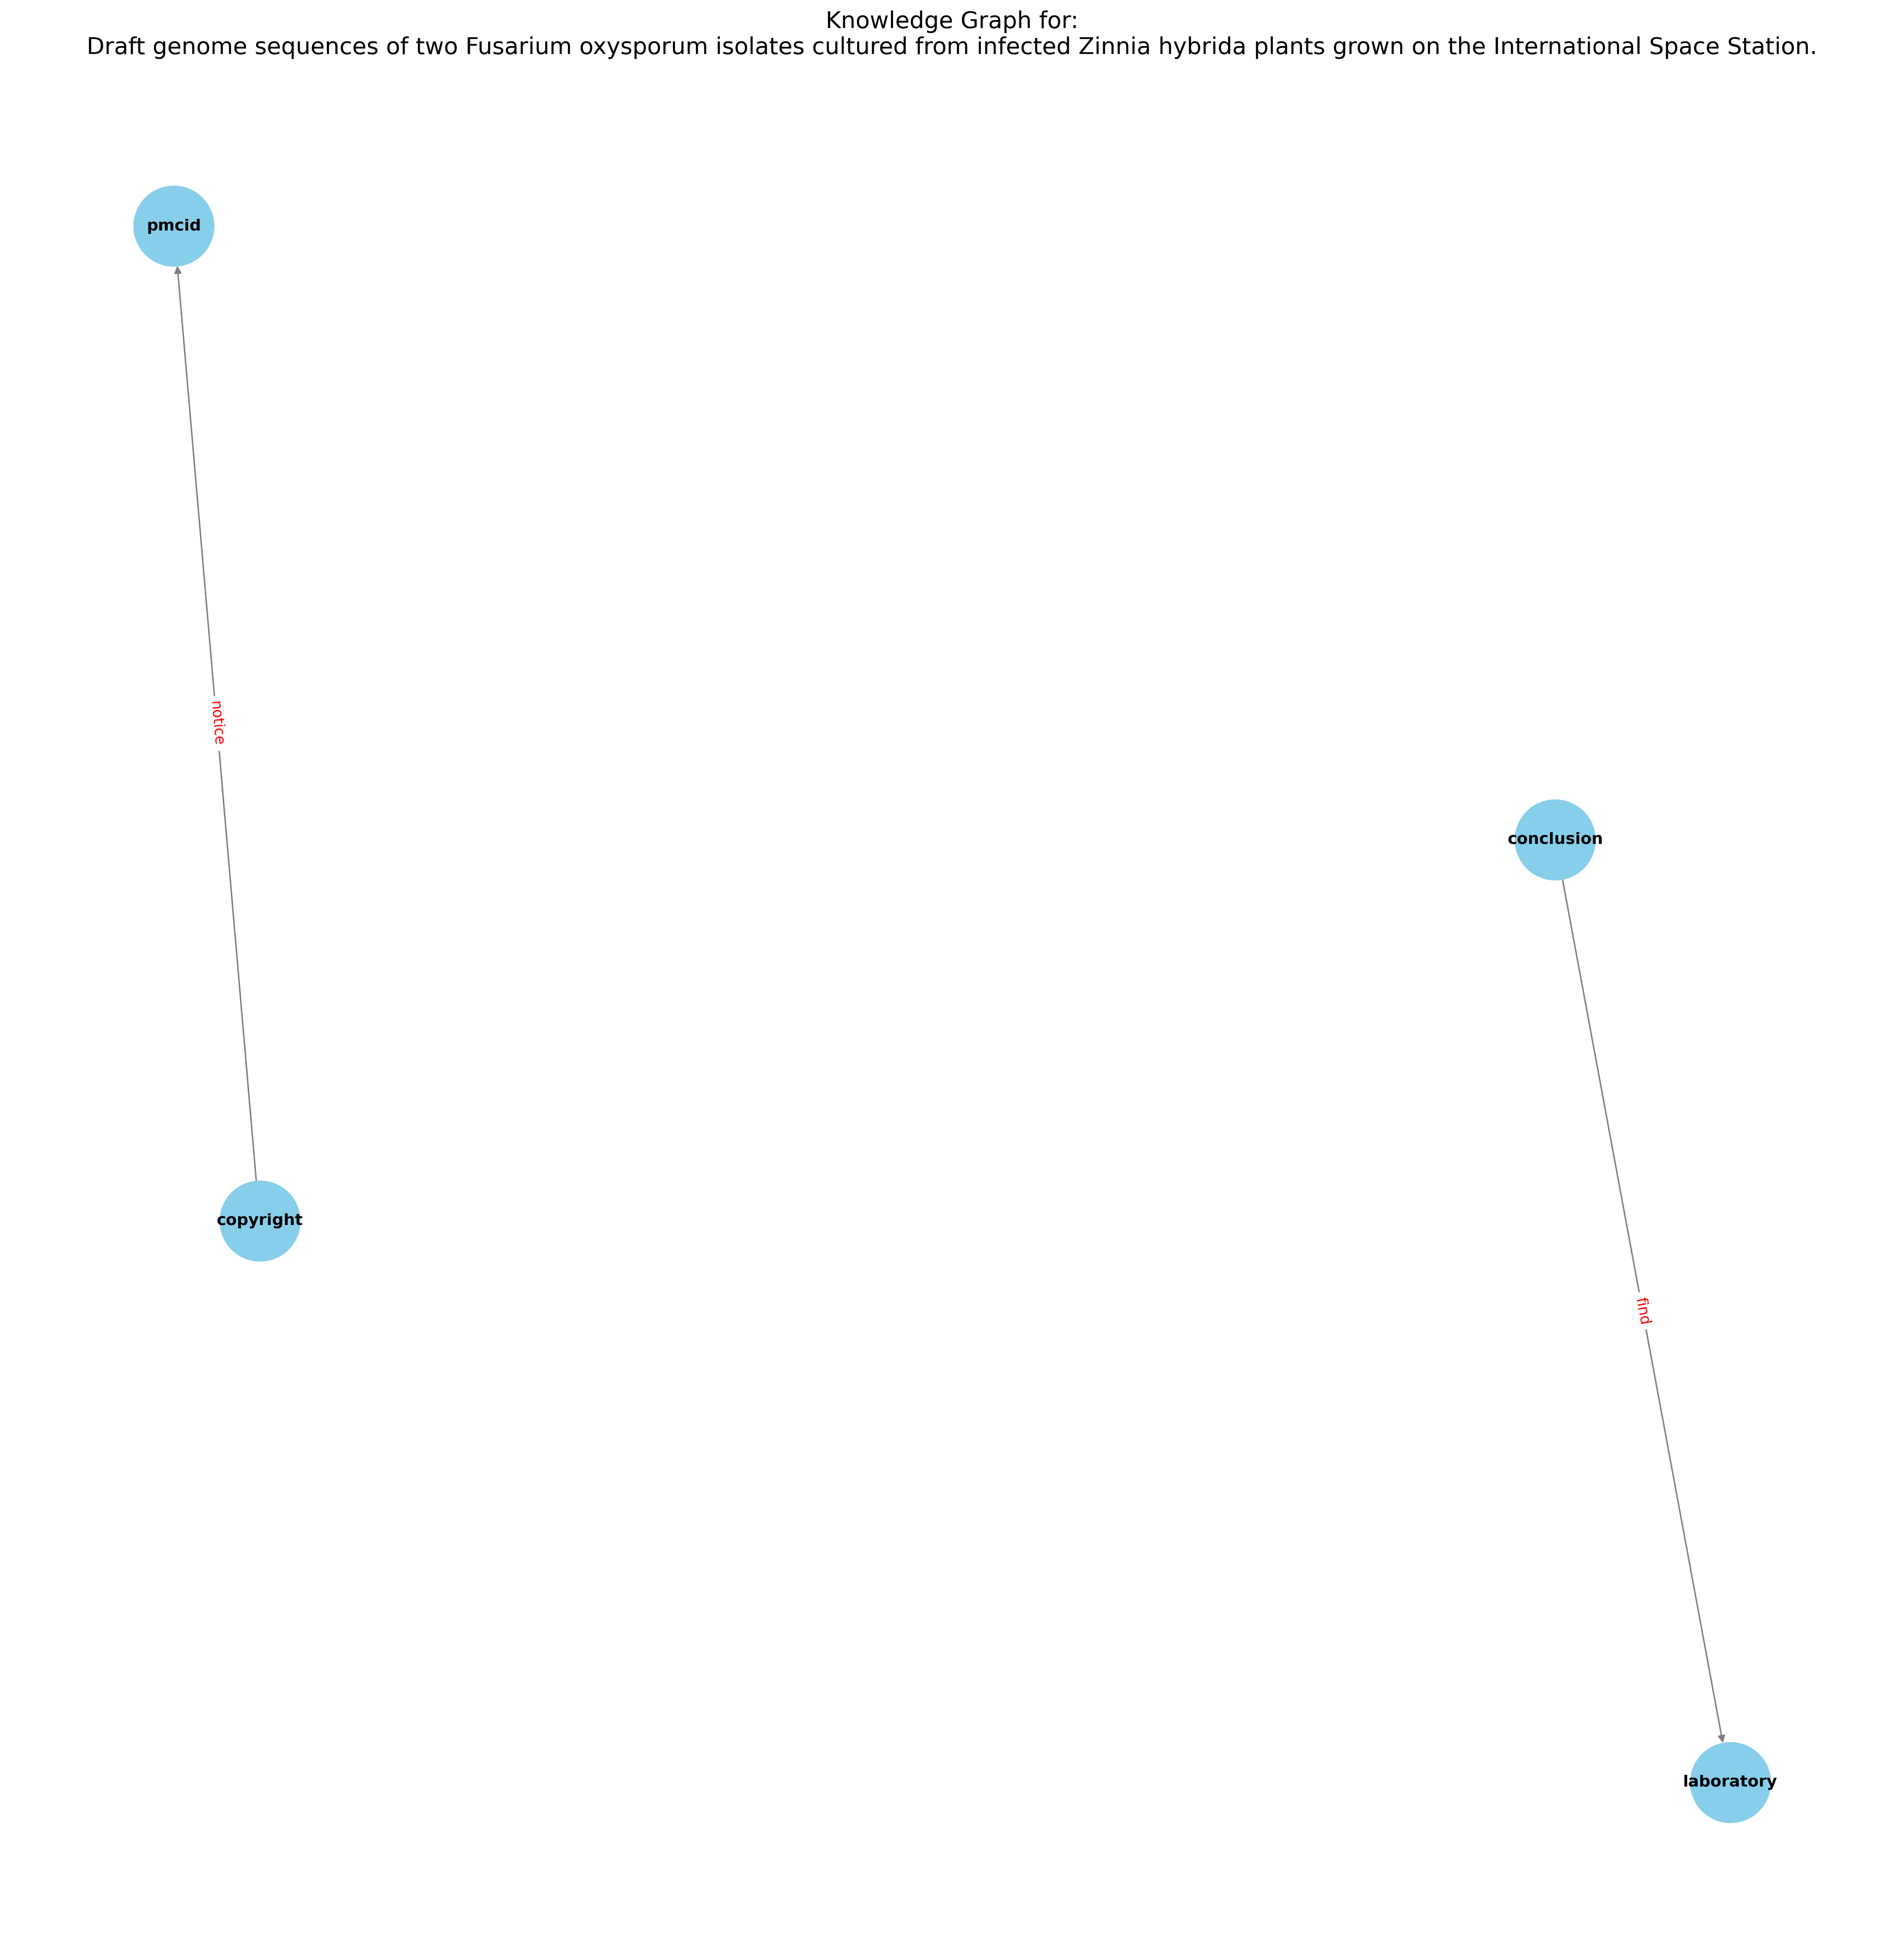 Knowledge Graph for:
Draft genome sequences of two Fusarium oxysporum isolates cultured from infected Zinnia hybrida plants grown on the International Space Station.
pmcid
notice
conclusion
copyright
find
laboratory